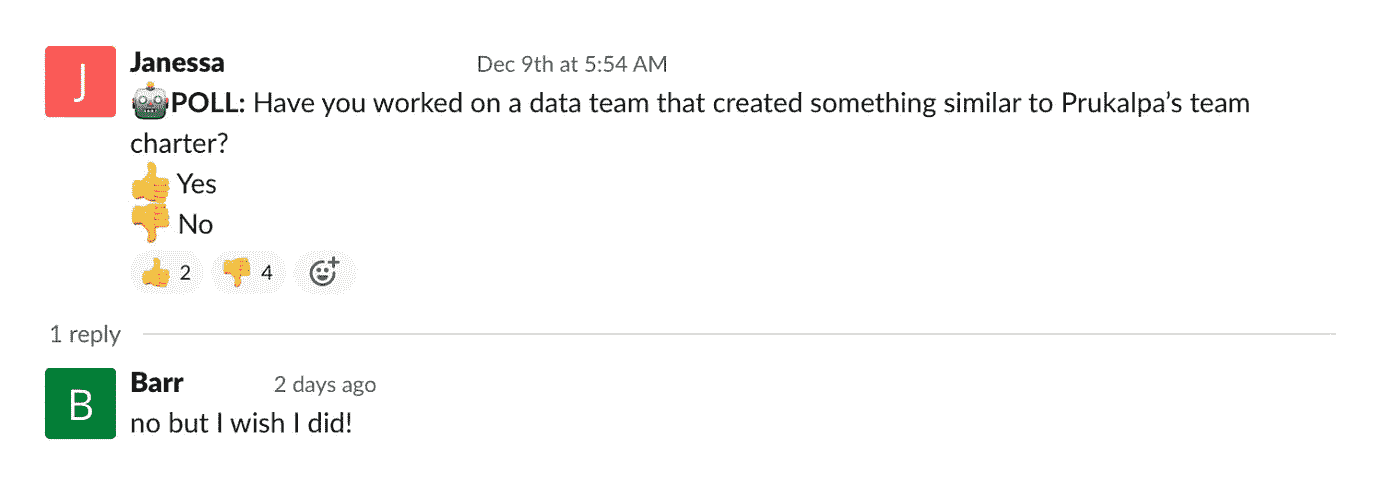 J
Janessa
Dec 9th at 5:54 AM
🤖POLL: Have you worked on a data team that created something similar to Prukalpa’s team
charter?
👍 Yes
👎 No
👍 2 👎 4
1 reply
B
Barr
2 days ago
no but I wish I did!